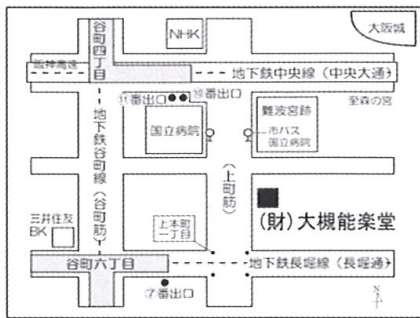 大阪城
NHK
谷町四丁目
阪神高速
地下鉄中央線(中央大通)
⑪番出口
⑩番出口
至森の宮
国立病院
難波宮跡
市バス
国立病院
地下鉄谷町線(谷町筋)
(上町筋)
三井住友
BK
上本町
一丁目
(財)大槻能楽堂
谷町六丁目
地下鉄長堀線(長堀通)
⑦番出口
N